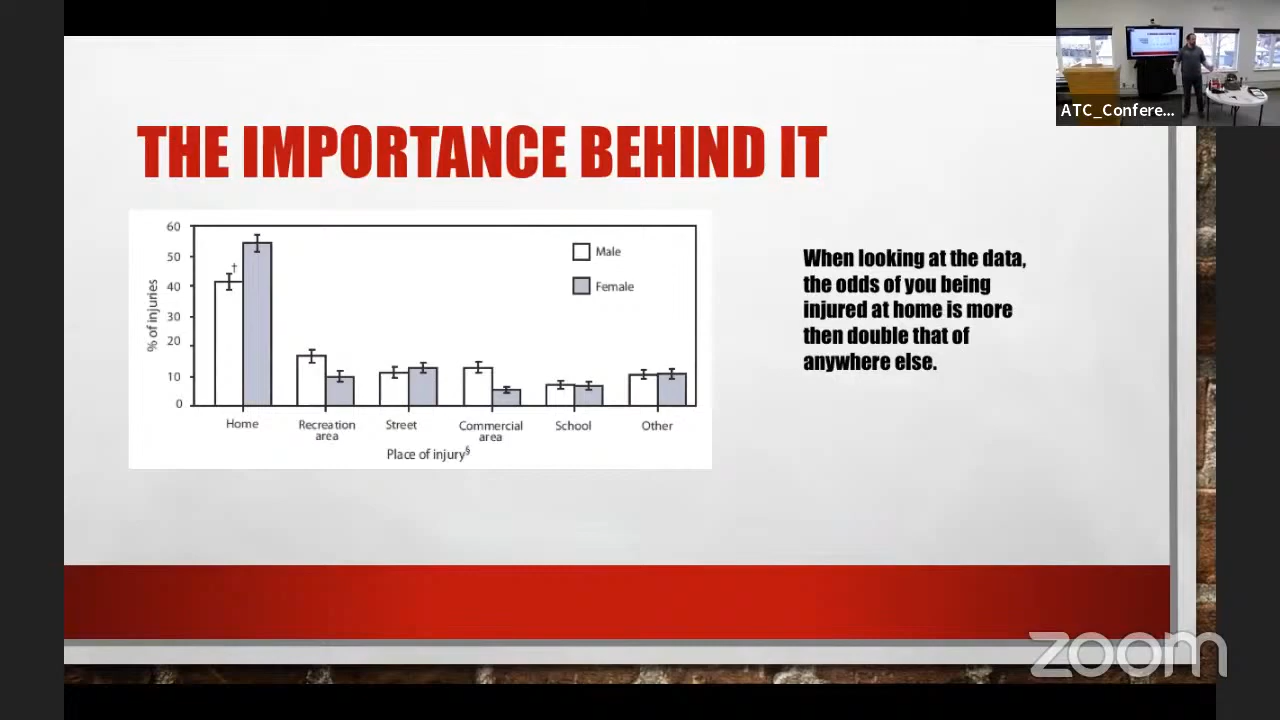 ATC_Confere...
THE IMPORTANCE BEHIND IT
60
50
40
30
20
10
0
% of injuries
†
Male
Female
Home
Recreation
area
Street
Commercial
area
School
Other
Place of injury§
When looking at the data,
the odds of you being
injured at home is more
then double that of
anywhere else.
zoom